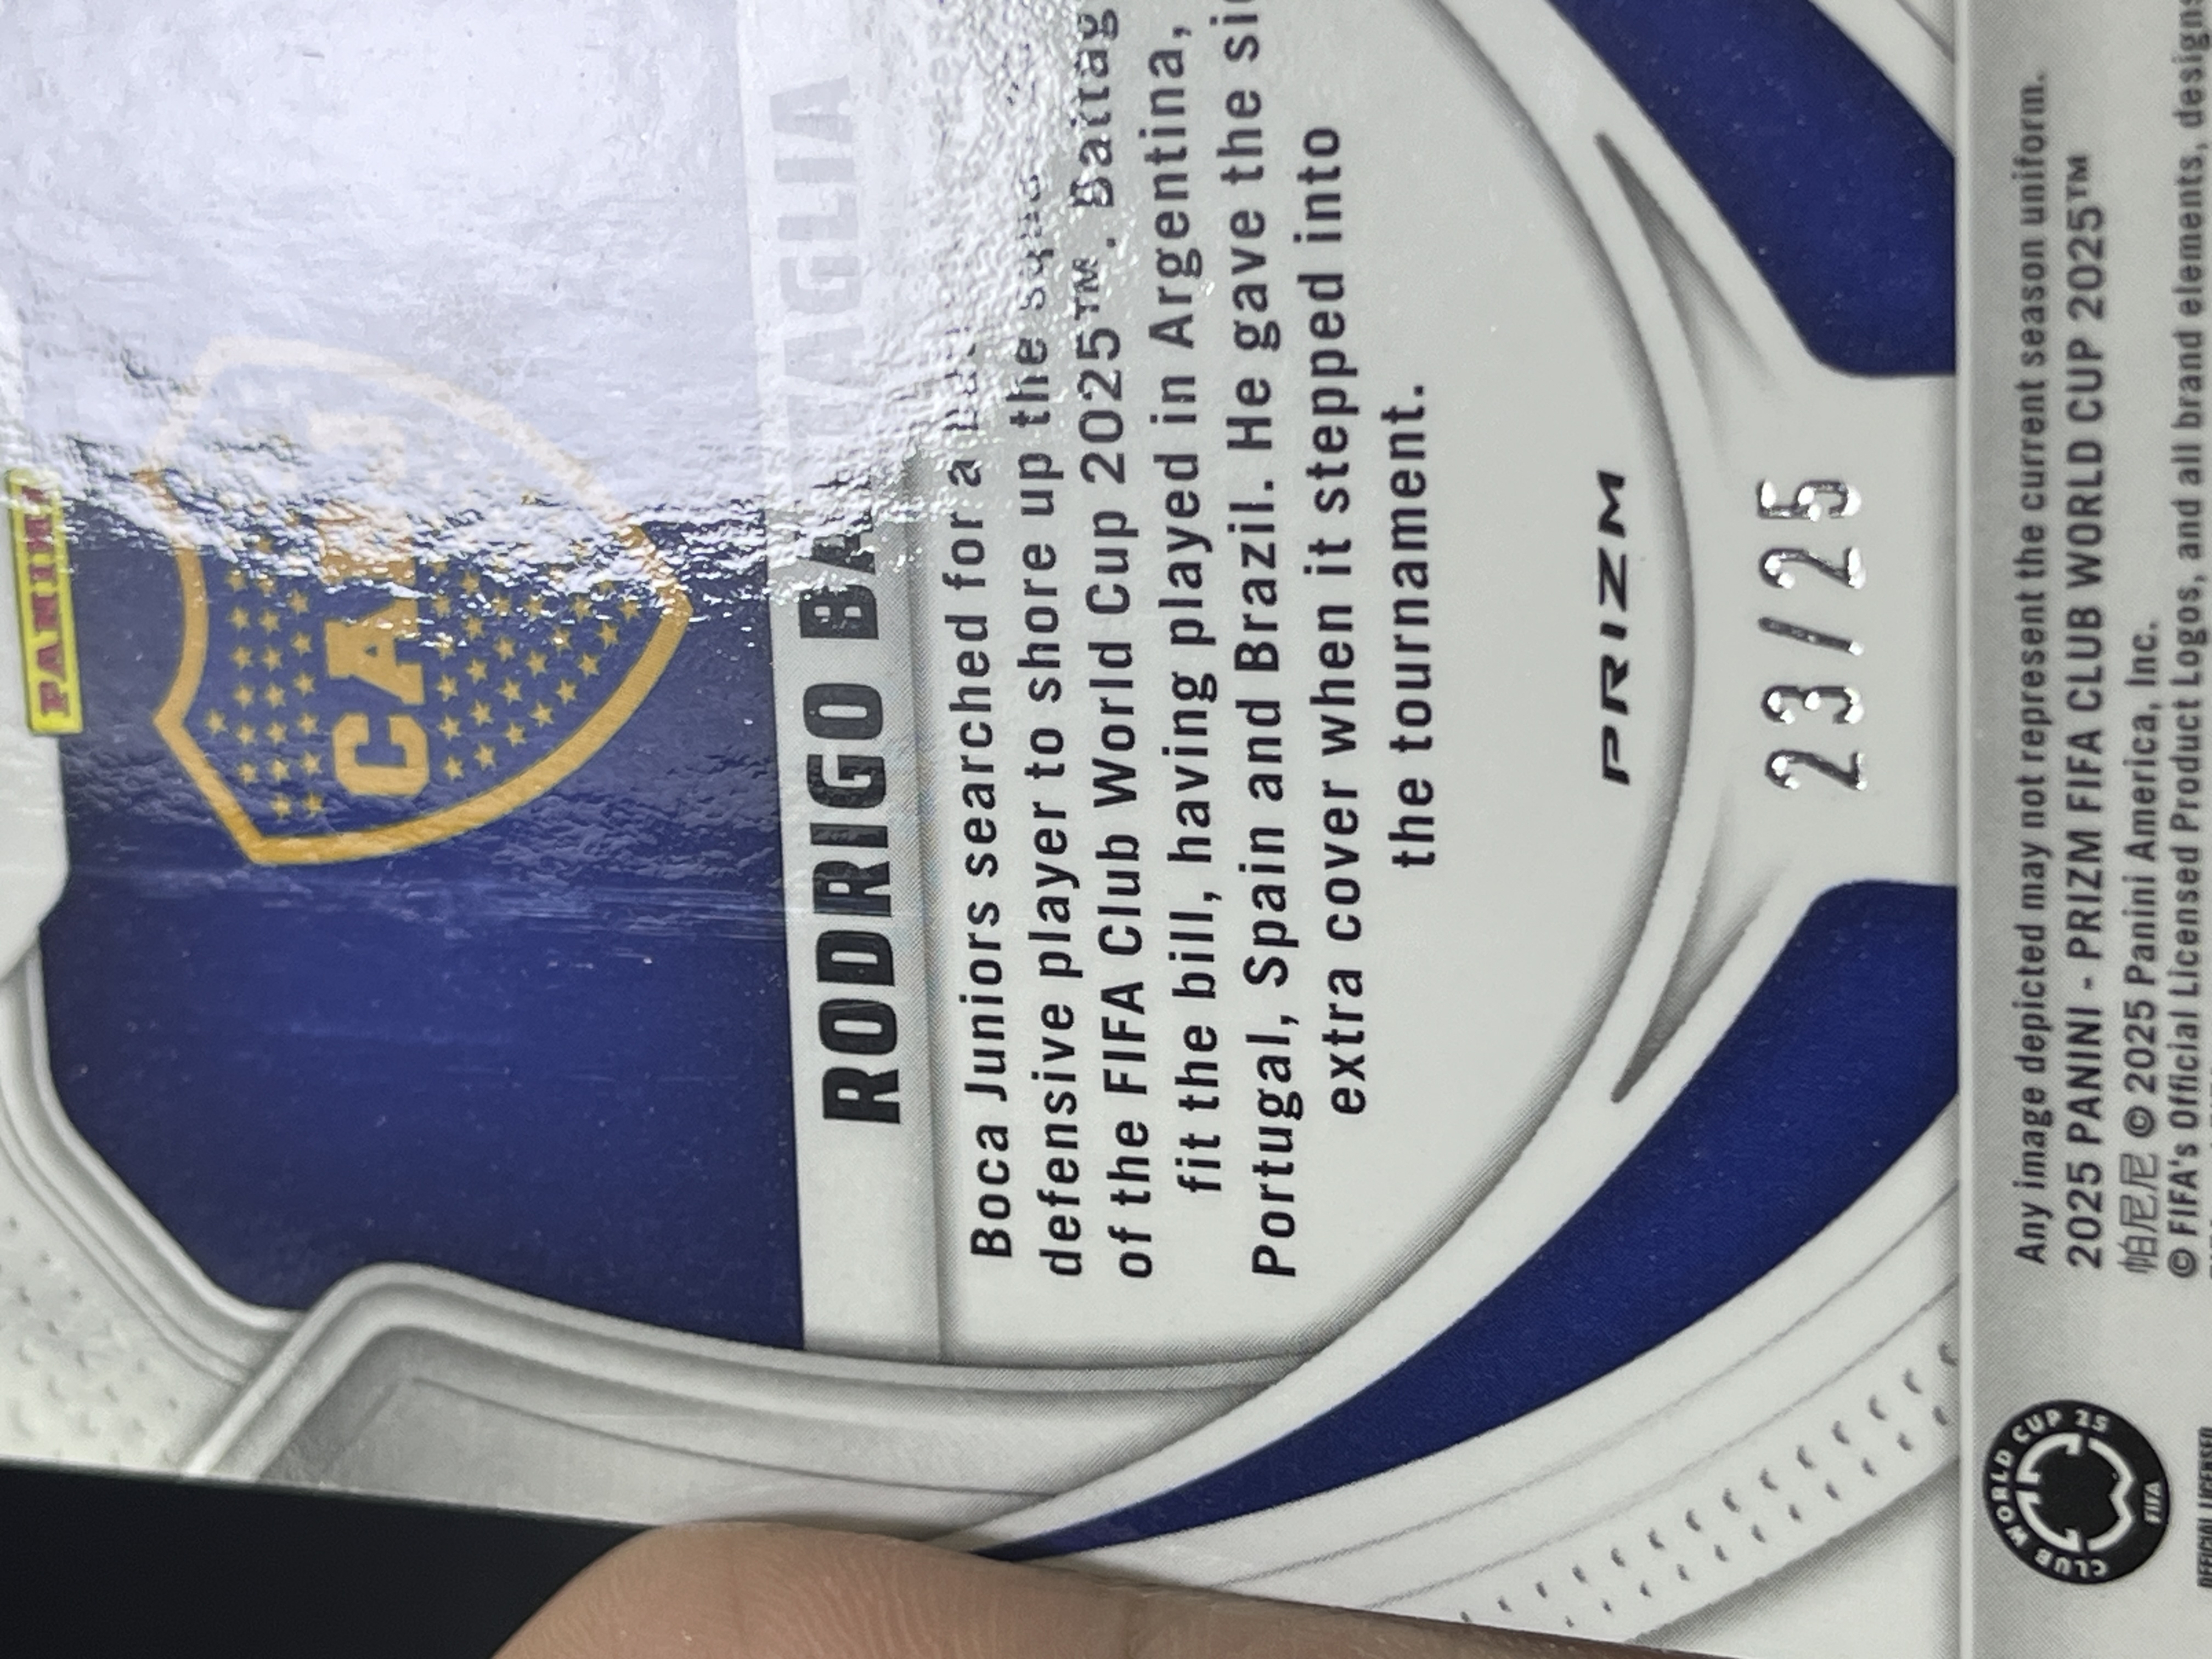 PANINI
CABJ
RODRIGO BATTAGLIA
Boca Juniors searched for a
defensive player to shore up the
of the FIFA Club World Cup 2025™. Battag
fit the bill, having played in Argentina,
Portugal, Spain and Brazil. He gave the si
extra cover when it stepped into
the tournament.
PRIZM
23/25
Any image depicted may not represent the current season uniform.
2025 PANINI - PRIZM FIFA CLUB WORLD CUP 2025™
帕尼尼 © 2025 Panini America, Inc.
© FIFA's Official Licensed Product Logos, and all brand elements, designs
CLUB WORLD CUP 25
FIFA
OFFICIAL LICENSED